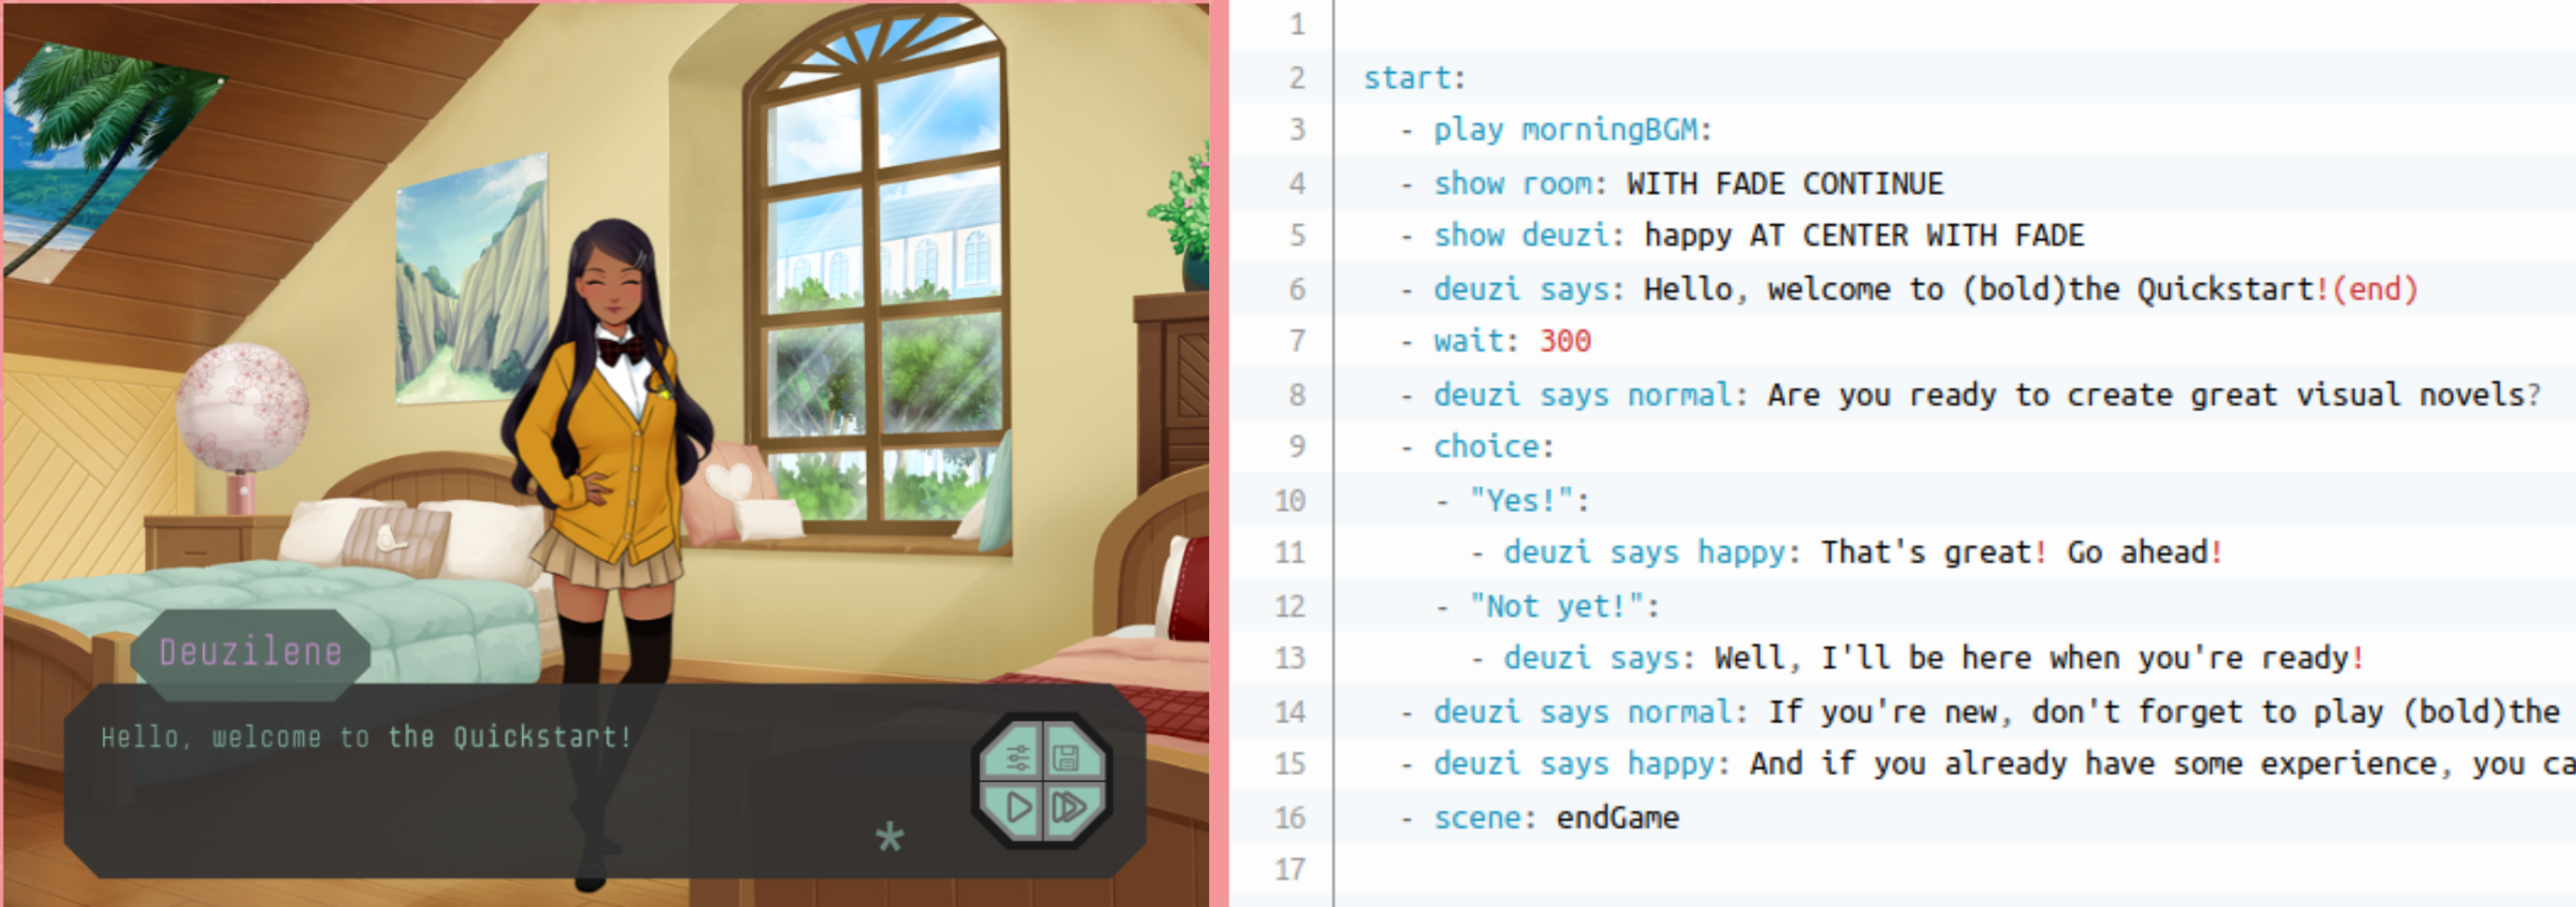 Deuzilene
Hello, welcome to the Quickstart!
*
1
2 start:
3 - play morningBGM:
4 - show room: WITH FADE CONTINUE
5 - show deuzi: happy AT CENTER WITH FADE
6 - deuzi says: Hello, welcome to (bold)the Quickstart!(end)
7 - wait: 300
8 - deuzi says normal: Are you ready to create great visual novels?
9 - choice:
10 - "Yes!":
11 - deuzi says happy: That's great! Go ahead!
12 - "Not yet!":
13 - deuzi says: Well, I'll be here when you're ready!
14 - deuzi says normal: If you're new, don't forget to play (bold)the
15 - deuzi says happy: And if you already have some experience, you ca
16 - scene: endGame
17